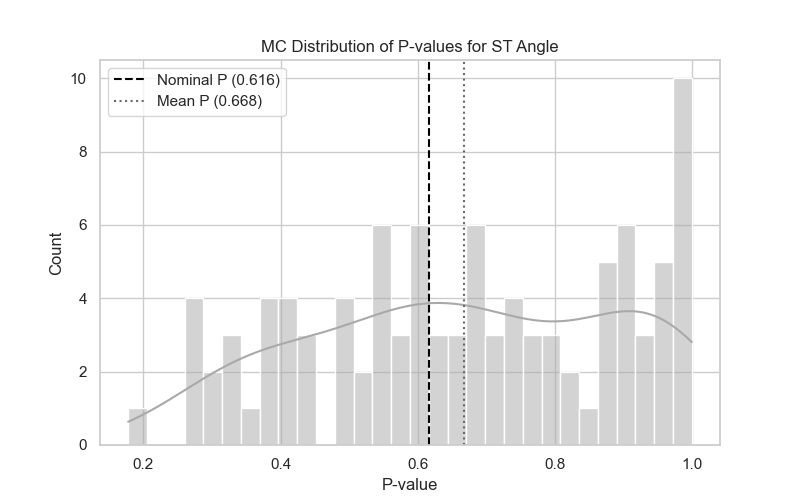 MC Distribution of P-values for ST Angle
Nominal P (0.616)
Mean P (0.668)
10
8
6
4
2
0
Count
0.2 0.4 0.6 0.8 1.0
P-value